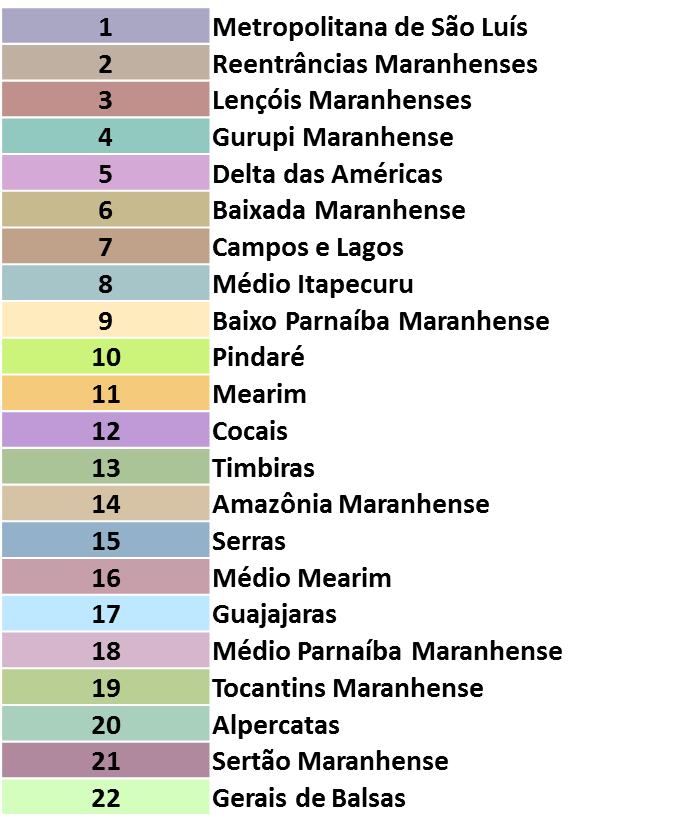 1 Metropolitana de São Luís
2 Reentrâncias Maranhenses
3 Lençóis Maranhenses
4 Gurupi Maranhense
5 Delta das Américas
6 Baixada Maranhense
7 Campos e Lagos
8 Médio Itapecuru
9 Baixo Parnaíba Maranhense
10 Pindaré
11 Mearim
12 Cocais
13 Timbiras
14 Amazônia Maranhense
15 Serras
16 Médio Mearim
17 Guajajaras
18 Médio Parnaíba Maranhense
19 Tocantins Maranhense
20 Alpercatas
21 Sertão Maranhense
22 Gerais de Balsas